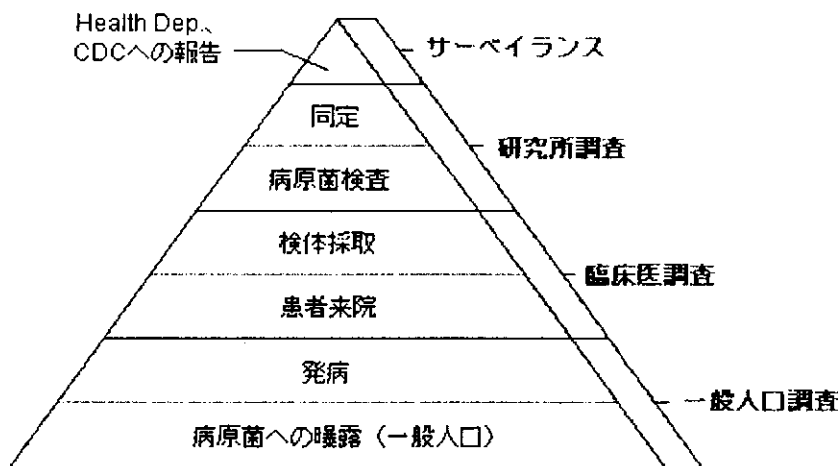 Health Dep.、
CDCへの報告
サーベイランス
同定
研究所調査
病原菌検査
検体採取
臨床医調査
患者来院
発病
一般人口調査
病原菌への曝露（一般人口）